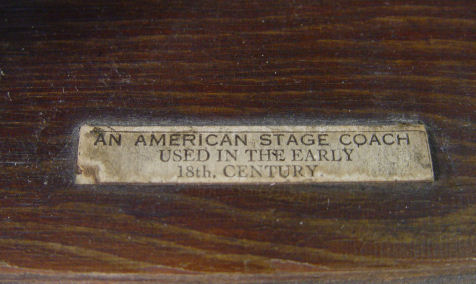 AN AMERICAN STAGE COACH
USED IN THE EARLY
18th. CENTURY